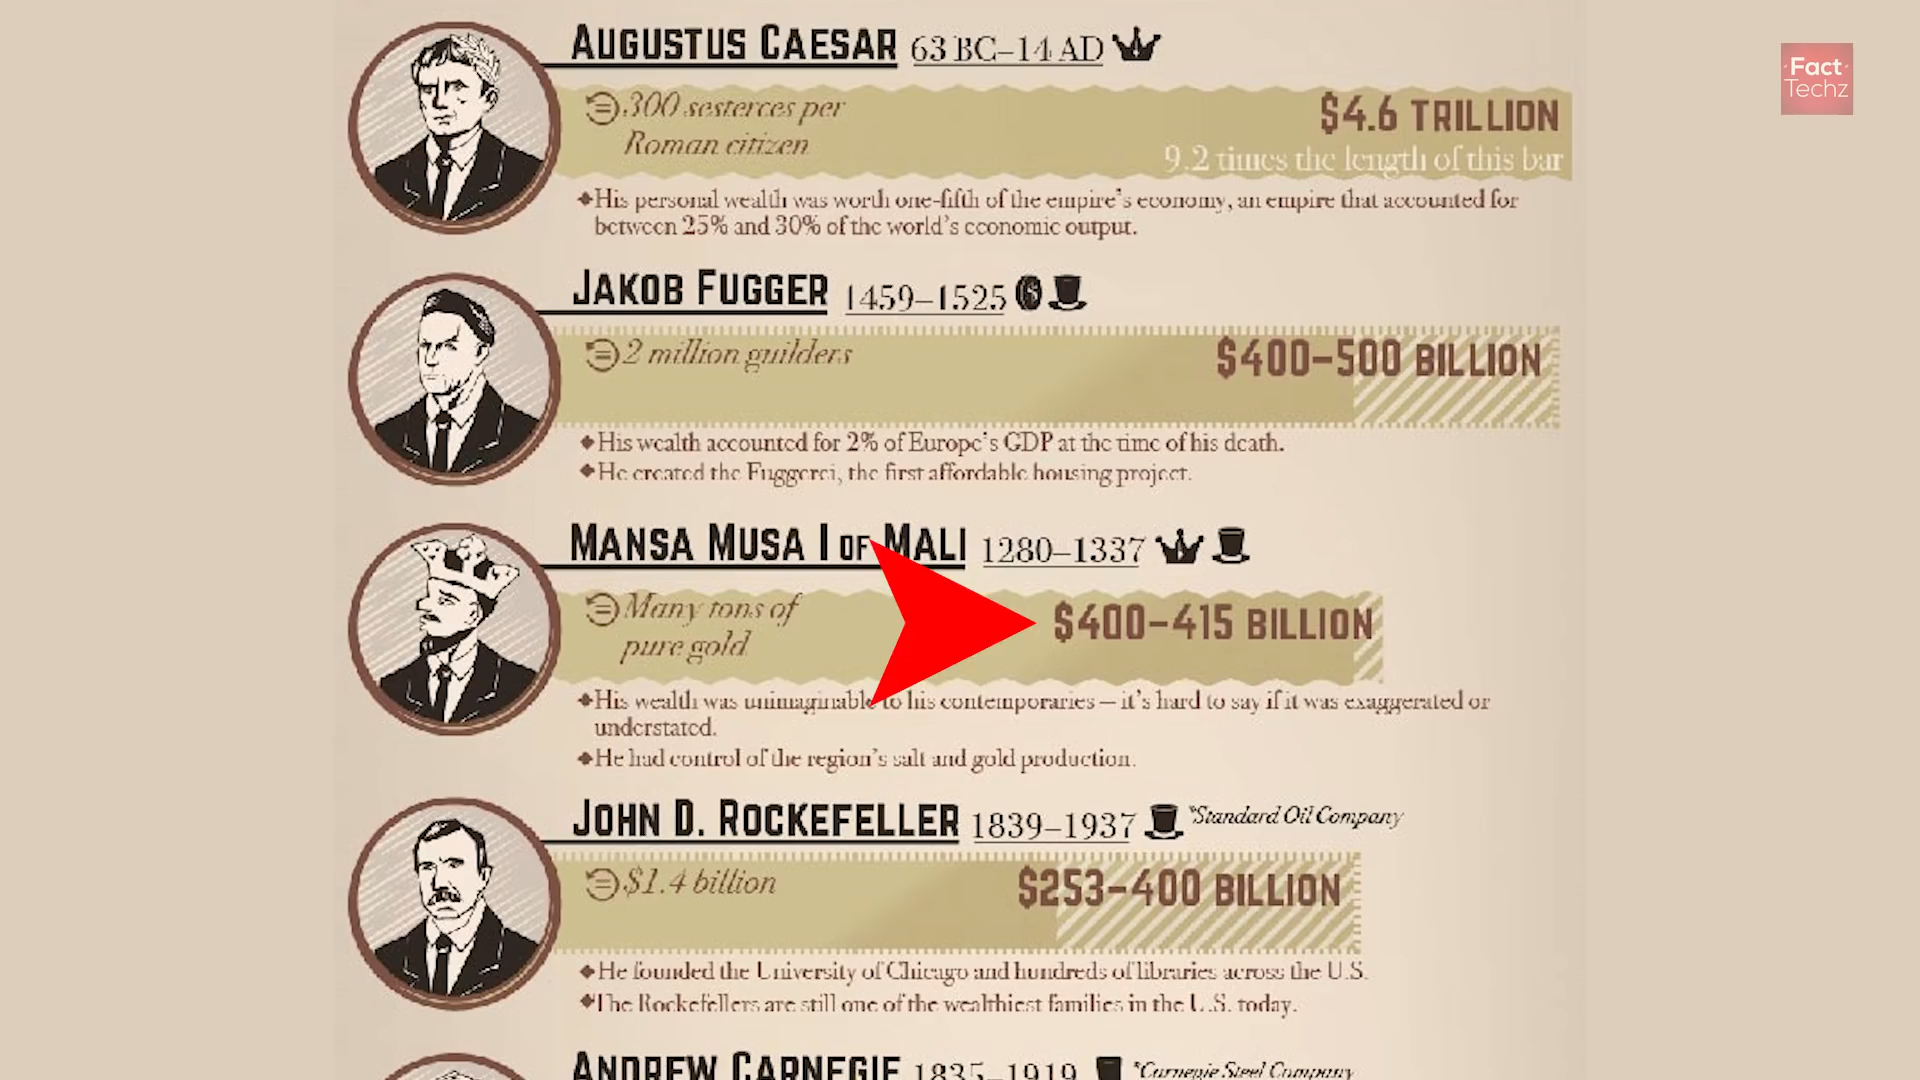 AUGUSTUS CAESAR 63 BC–14 AD
300 sesterces per
Roman citizen
$4.6 TRILLION
9.2 times the length of this bar
His personal wealth was worth one-fifth of the empire's economy, an empire that accounted for
between 25% and 30% of the world's economic output.
JAKOB FUGGER 1459–1525
2 million guilders
$400–500 BILLION
His wealth accounted for 2% of Europe's GDP at the time of his death.
He created the Fuggerei, the first affordable housing project.
MANSA MUSA I OF MALI 1280–1337
Many tons of
pure gold
$400–415 BILLION
His wealth was unimaginable to his contemporaries – it's hard to say if it was exaggerated or
understated.
He had control of the region's salt and gold production.
JOHN D. ROCKEFELLER 1839–1937 *Standard Oil Company
$1.4 billion
$253–400 BILLION
He founded the University of Chicago and hundreds of libraries across the U.S.
The Rockefellers are still one of the wealthiest families in the U.S. today.
ANDREW CARNEGIE 1835–1919 *Carnegie Steel Company
Fact
Techz